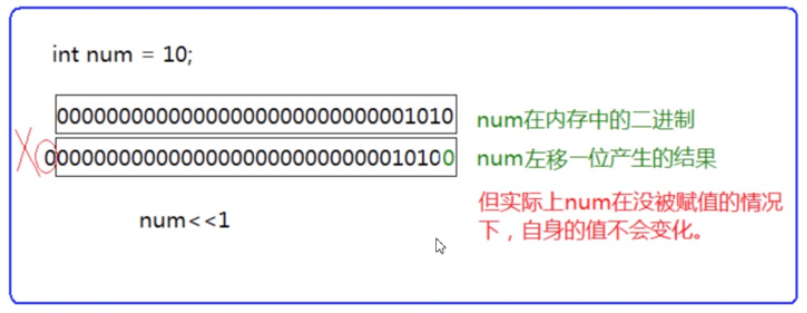 int num = 10;
00000000000000000000000000001010
num在内存中的二进制
000000000000000000000000000010100
num左移一位产生的结果
num<<1
但实际上num在没被赋值的情况
下，自身的值不会变化。